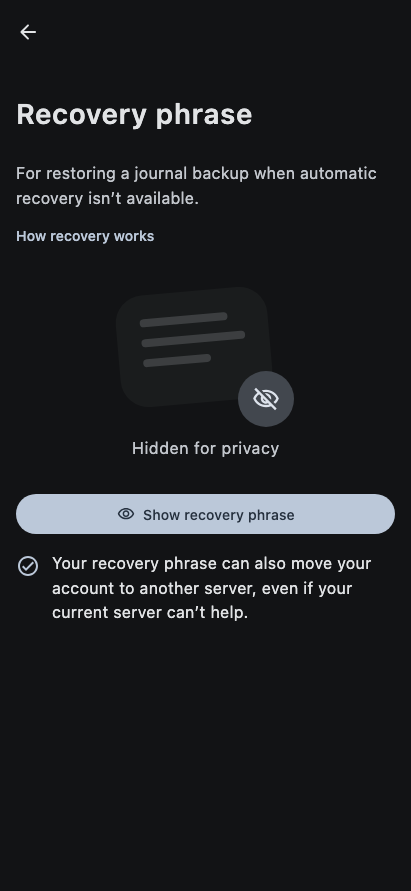 Recovery phrase
For restoring a journal backup when automatic
recovery isn’t available.
How recovery works
Hidden for privacy
Show recovery phrase
Your recovery phrase can also move your
account to another server, even if your
current server can’t help.